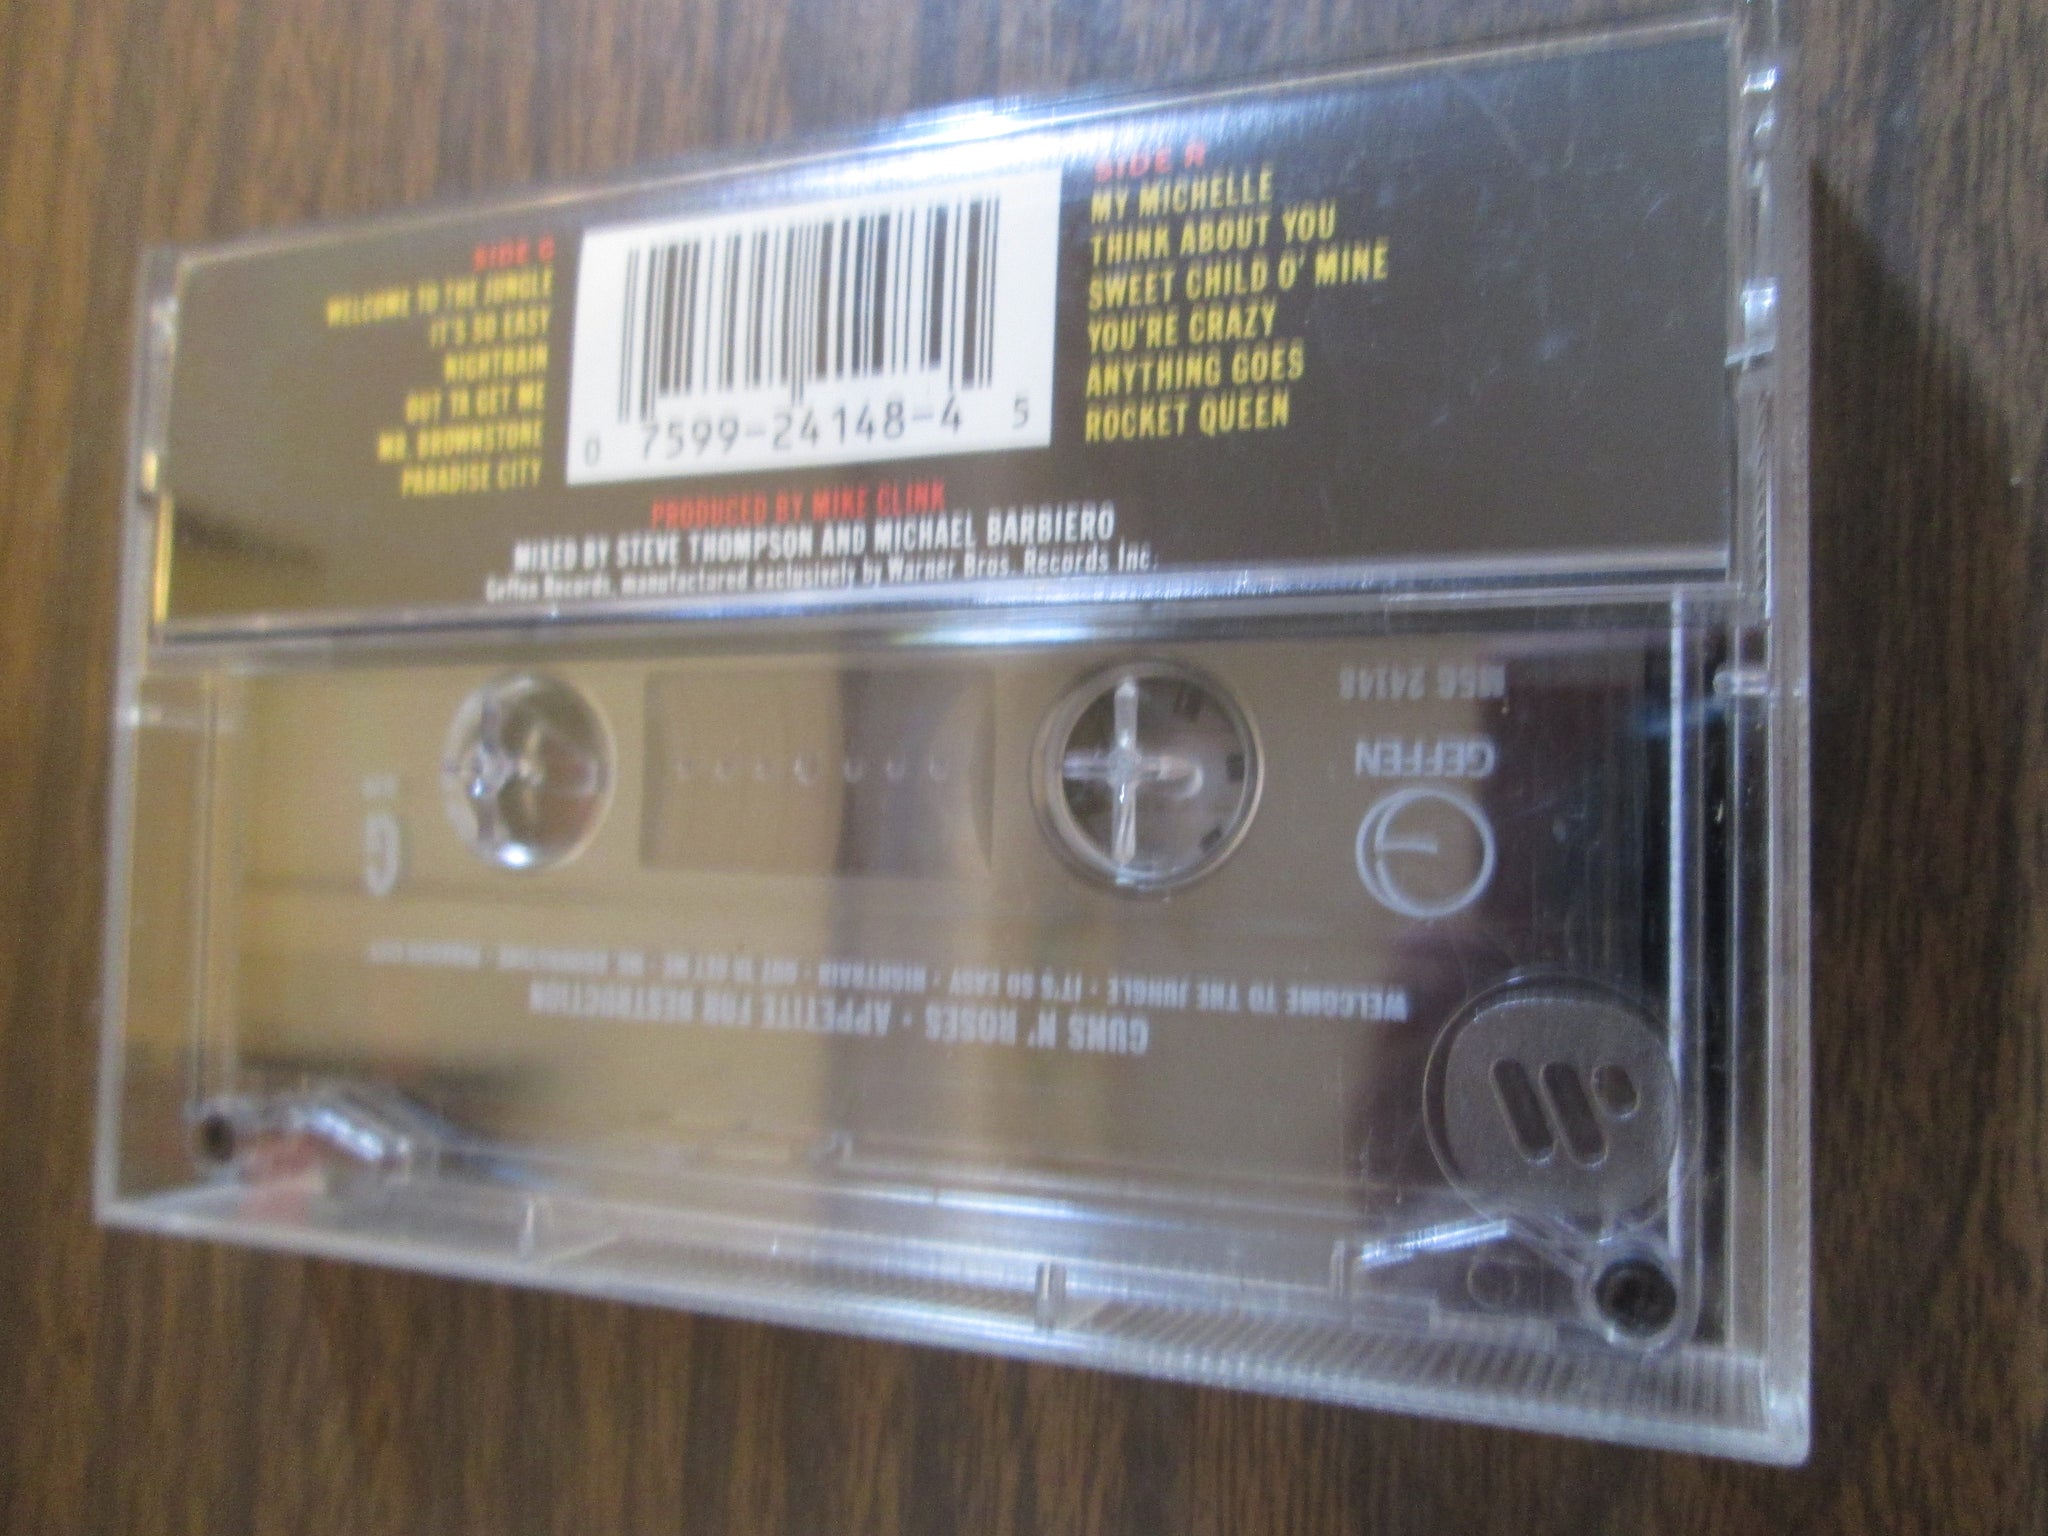 SIDE G
WELCOME TO THE JUNGLE
IT'S SO EASY
NIGHTRAIN
OUT TA GET ME
MR. BROWNSTONE
PARADISE CITY
0 7599-24148-4 5
SIDE R
MY MICHELLE
THINK ABOUT YOU
SWEET CHILD O' MINE
YOU'RE CRAZY
ANYTHING GOES
ROCKET QUEEN
PRODUCED BY MIKE CLINK
MIXED BY STEVE THOMPSON AND MICHAEL BARBIERO
Geffen Records, manufactured exclusively by Warner Bros. Records Inc.
M5G 24148
GEFFEN
G
GUNS N' ROSES • APPETITE FOR DESTRUCTION
WELCOME TO THE JUNGLE • IT'S SO EASY • NIGHTRAIN • OUT TA GET ME • MR. BROWNSTONE • PARADISE CITY